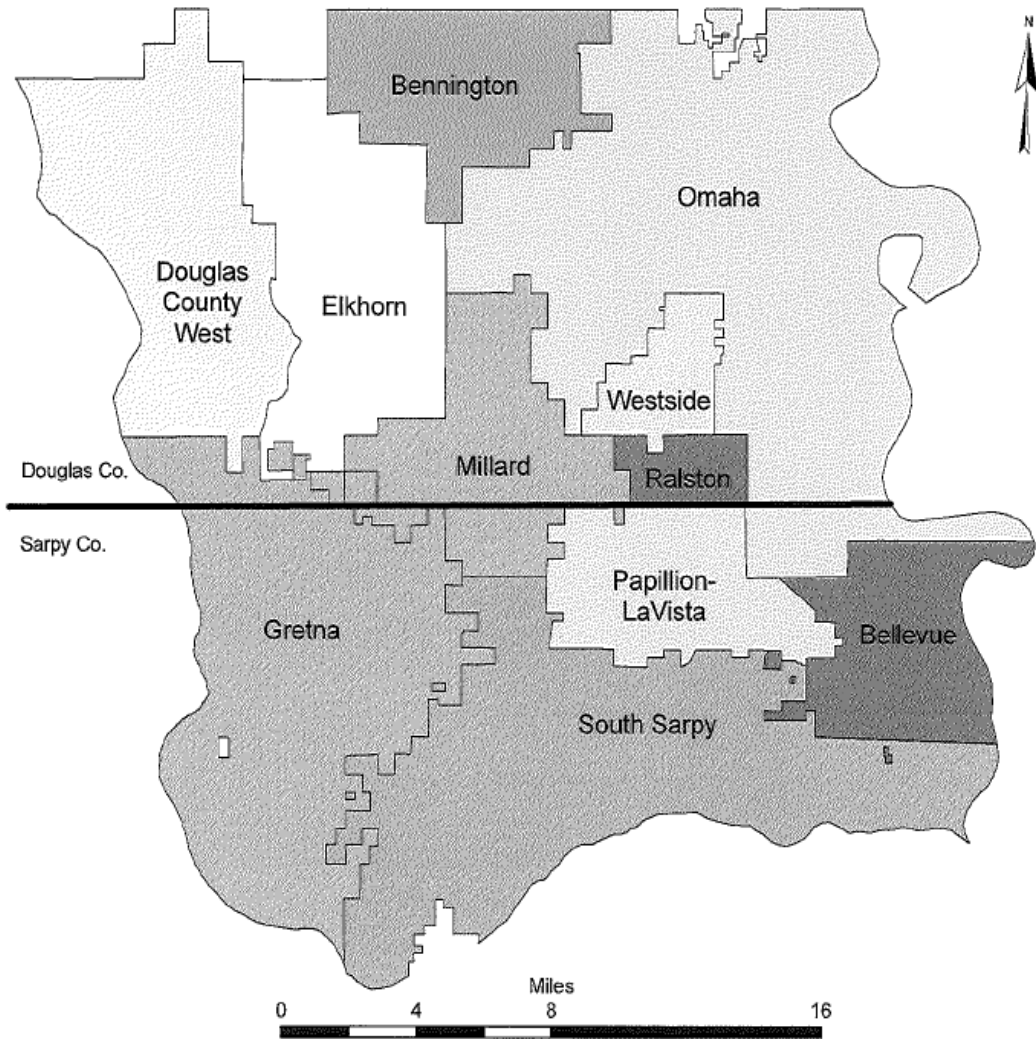 N
Bennington
Omaha
Douglas
County
West
Elkhorn
Westside
Millard
Ralston
Douglas Co.
Sarpy Co.
Papillion-
LaVista
Gretna
Bellevue
South Sarpy
Miles
0 4 8 16